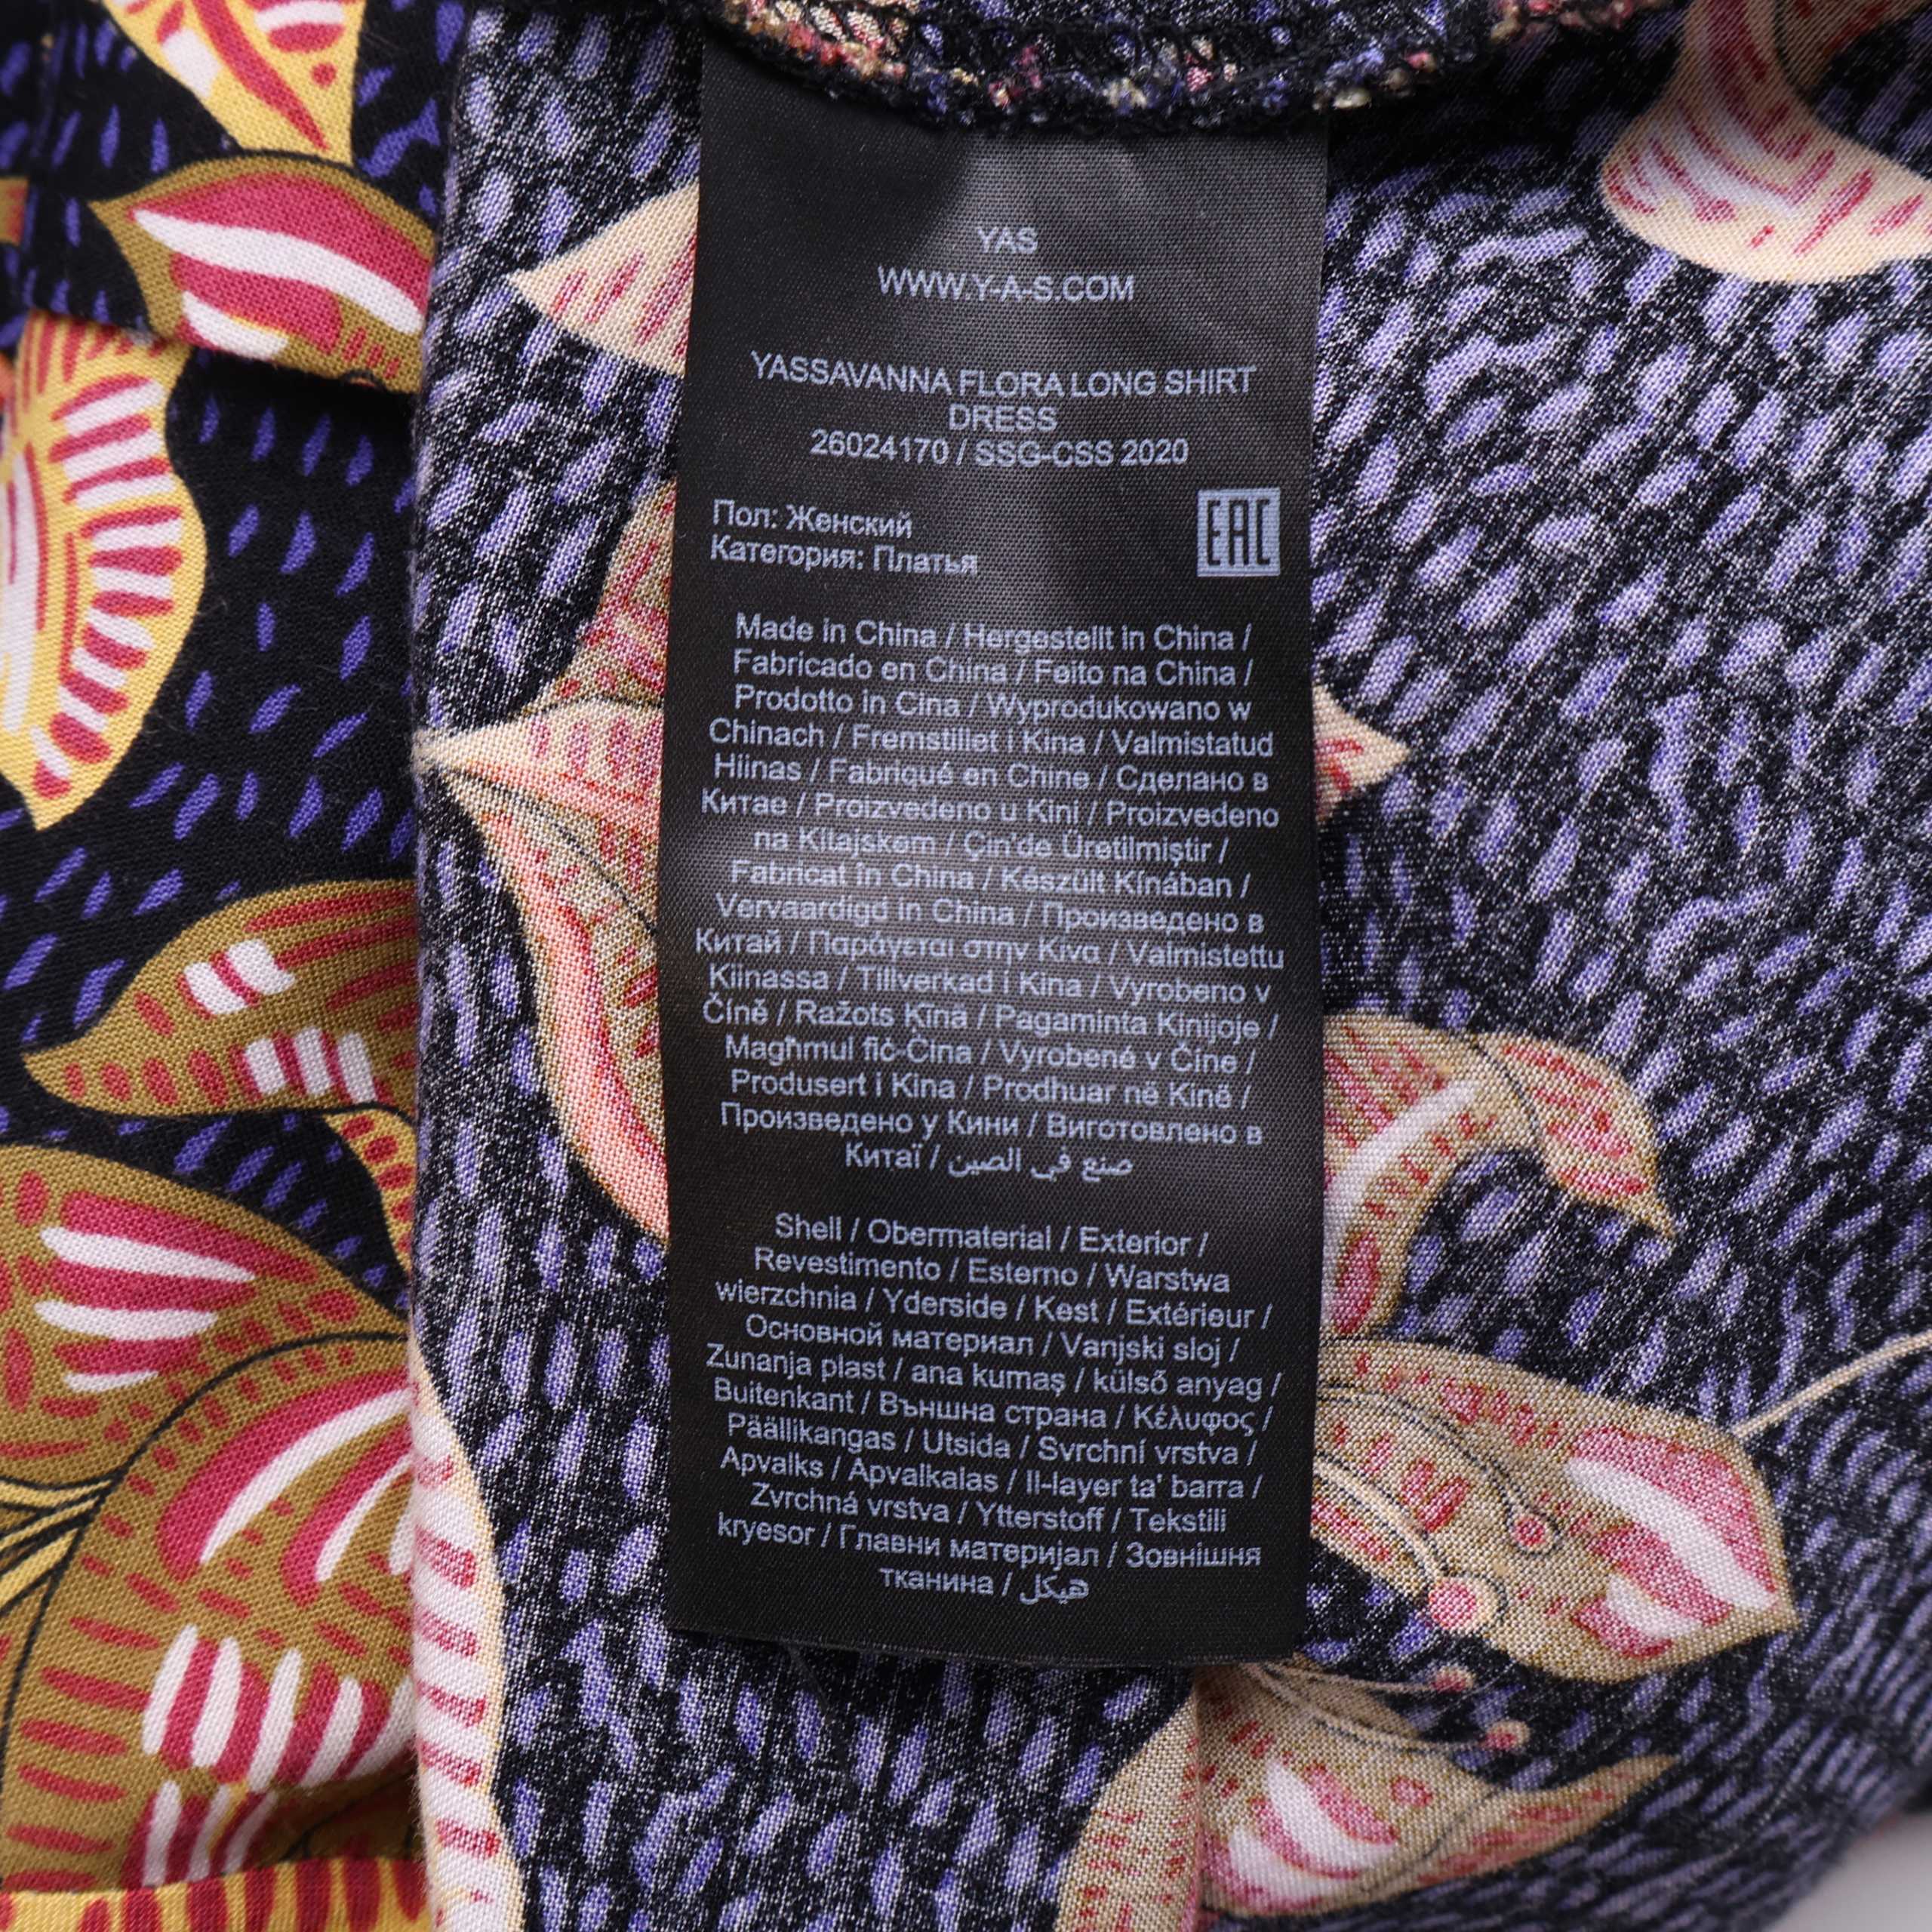 YAS
WWW.Y-A-S.COM
YASSAVANNA FLORA LONG SHIRT
DRESS
26024170 / SSG-CSS 2020
Пол: Женский
Категория: Платья
EAC
Made in China / Hergestellt in China /
Fabricado en China / Feito na China /
Prodotto in Cina / Wyprodukowano w
Chinach / Fremstillet i Kina / Valmistatud
Hiinas / Fabriqué en Chine / Сделано в
Китае / Proizvedeno u Kini / Proizvedeno
na Kitajskem / Çin'de Üretilmiştir /
Fabricat în China / Készült Kínában /
Vervaardigd in China / Произведено в
Китай / Παράγεται στην Κίνα / Valmistettu
Kiinassa / Tillverkad i Kina / Vyrobeno v
Číně / Ražots Ķīnā / Pagaminta Kinijoje /
Magħmul fiċ-Ċina / Vyrobené v Číne /
Produsert i Kina / Prodhuar në Kinë /
Произведено у Кини / Виготовлено в
Китаї / صنع في الصين
Shell / Obermaterial / Exterior /
Revestimento / Esterno / Warstwa
wierzchnia / Yderside / Kest / Extérieur /
Основной материал / Vanjski sloj /
Zunanja plast / ana kumaş / külső anyag /
Buitenkant / Външна страна / Κέλυφος /
Päällikangas / Utsida / Svrchní vrstva /
Apvalks / Apvalkalas / Il-layer ta' barra /
Zvrchná vrstva / Ytterstoff / Tekstili
kryesor / Главни материјал / Зовнішня
тканина / هيكل